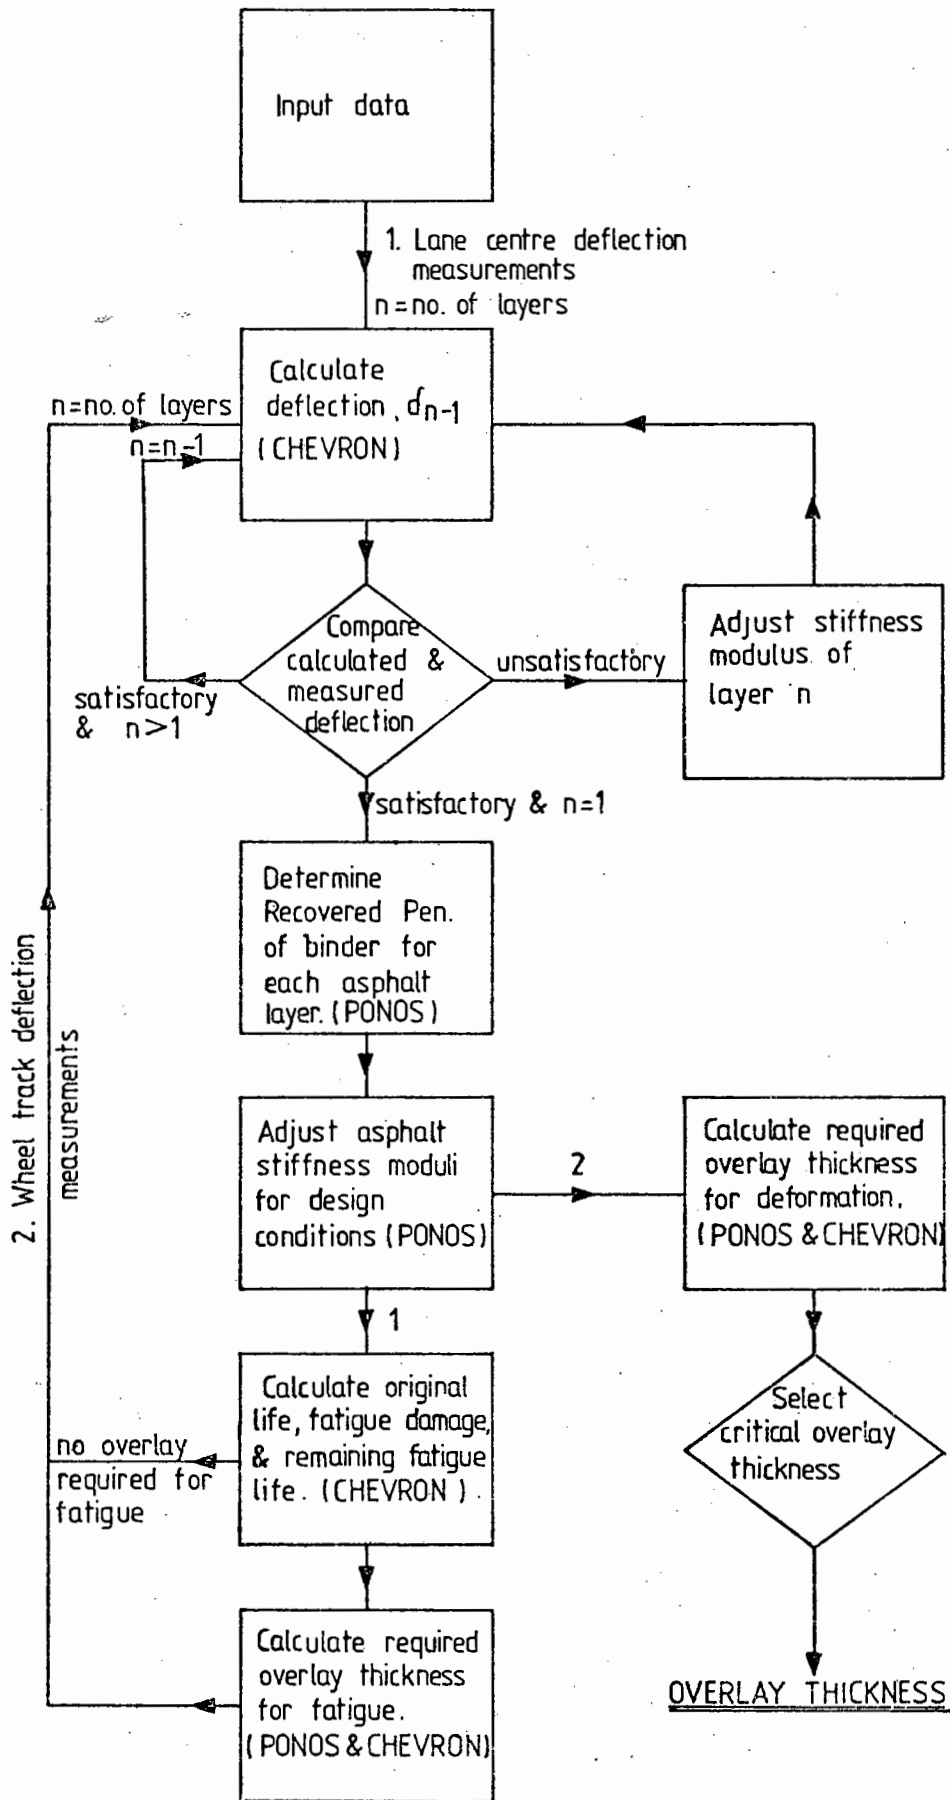 Input data
1. Lane centre deflection
measurements
n=no. of layers
Calculate
deflection, dn-1
(CHEVRON)
n=no. of layers
n=n-1
Compare
calculated &
measured
deflection
unsatisfactory
Adjust stiffness
modulus of
layer n
satisfactory
& n>1
satisfactory & n=1
Determine
Recovered Pen.
of binder for
each asphalt
layer. (PONOS)
2. Wheel track deflection
measurements
Adjust asphalt
stiffness moduli
for design
conditions (PONOS)
2
Calculate required
overlay thickness
for deformation.
(PONOS & CHEVRON)
1
Calculate original
life, fatigue damage,
& remaining fatigue
life. (CHEVRON).
no overlay
required for
fatigue
Select
critical overlay
thickness
Calculate required
overlay thickness
for fatigue.
(PONOS & CHEVRON)
OVERLAY THICKNESS